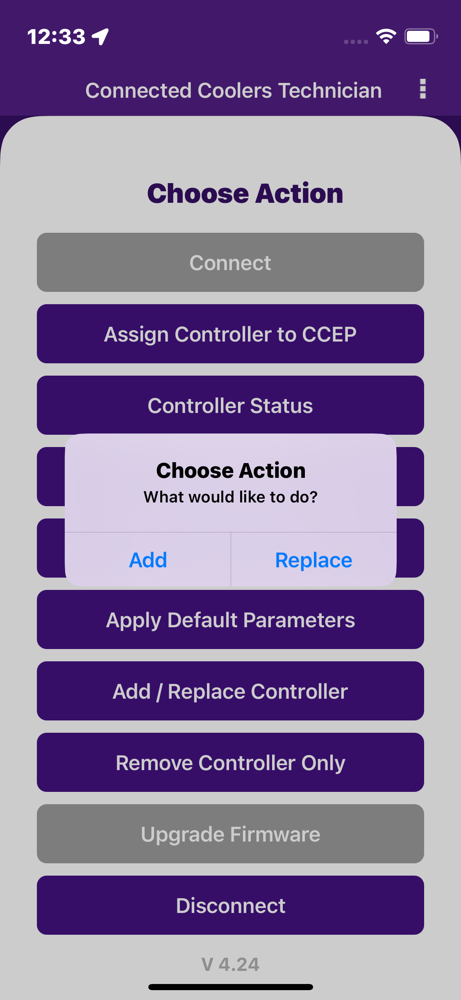 12:33
Connected Coolers Technician
Choose Action
Connect
Assign Controller to CCEP
Controller Status
Choose Action
What would like to do?
Add
Replace
Apply Default Parameters
Add / Replace Controller
Remove Controller Only
Upgrade Firmware
Disconnect
V 4.24